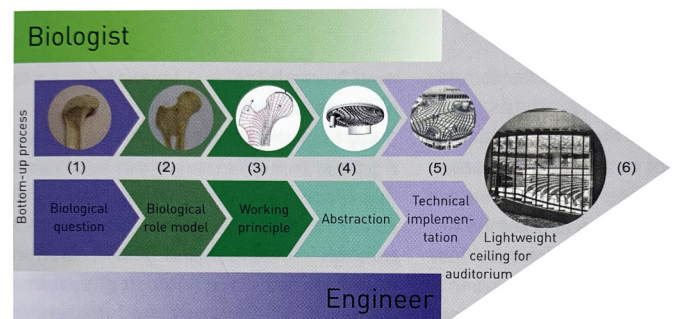 Biologist
Bottom-up process
(1)
(2)
(3)
(4)
(5)
(6)
Biological
question
Biological
role model
Working
principle
Abstraction
Technical
implemen-
tation
Lightweight
ceiling for
auditorium
Engineer